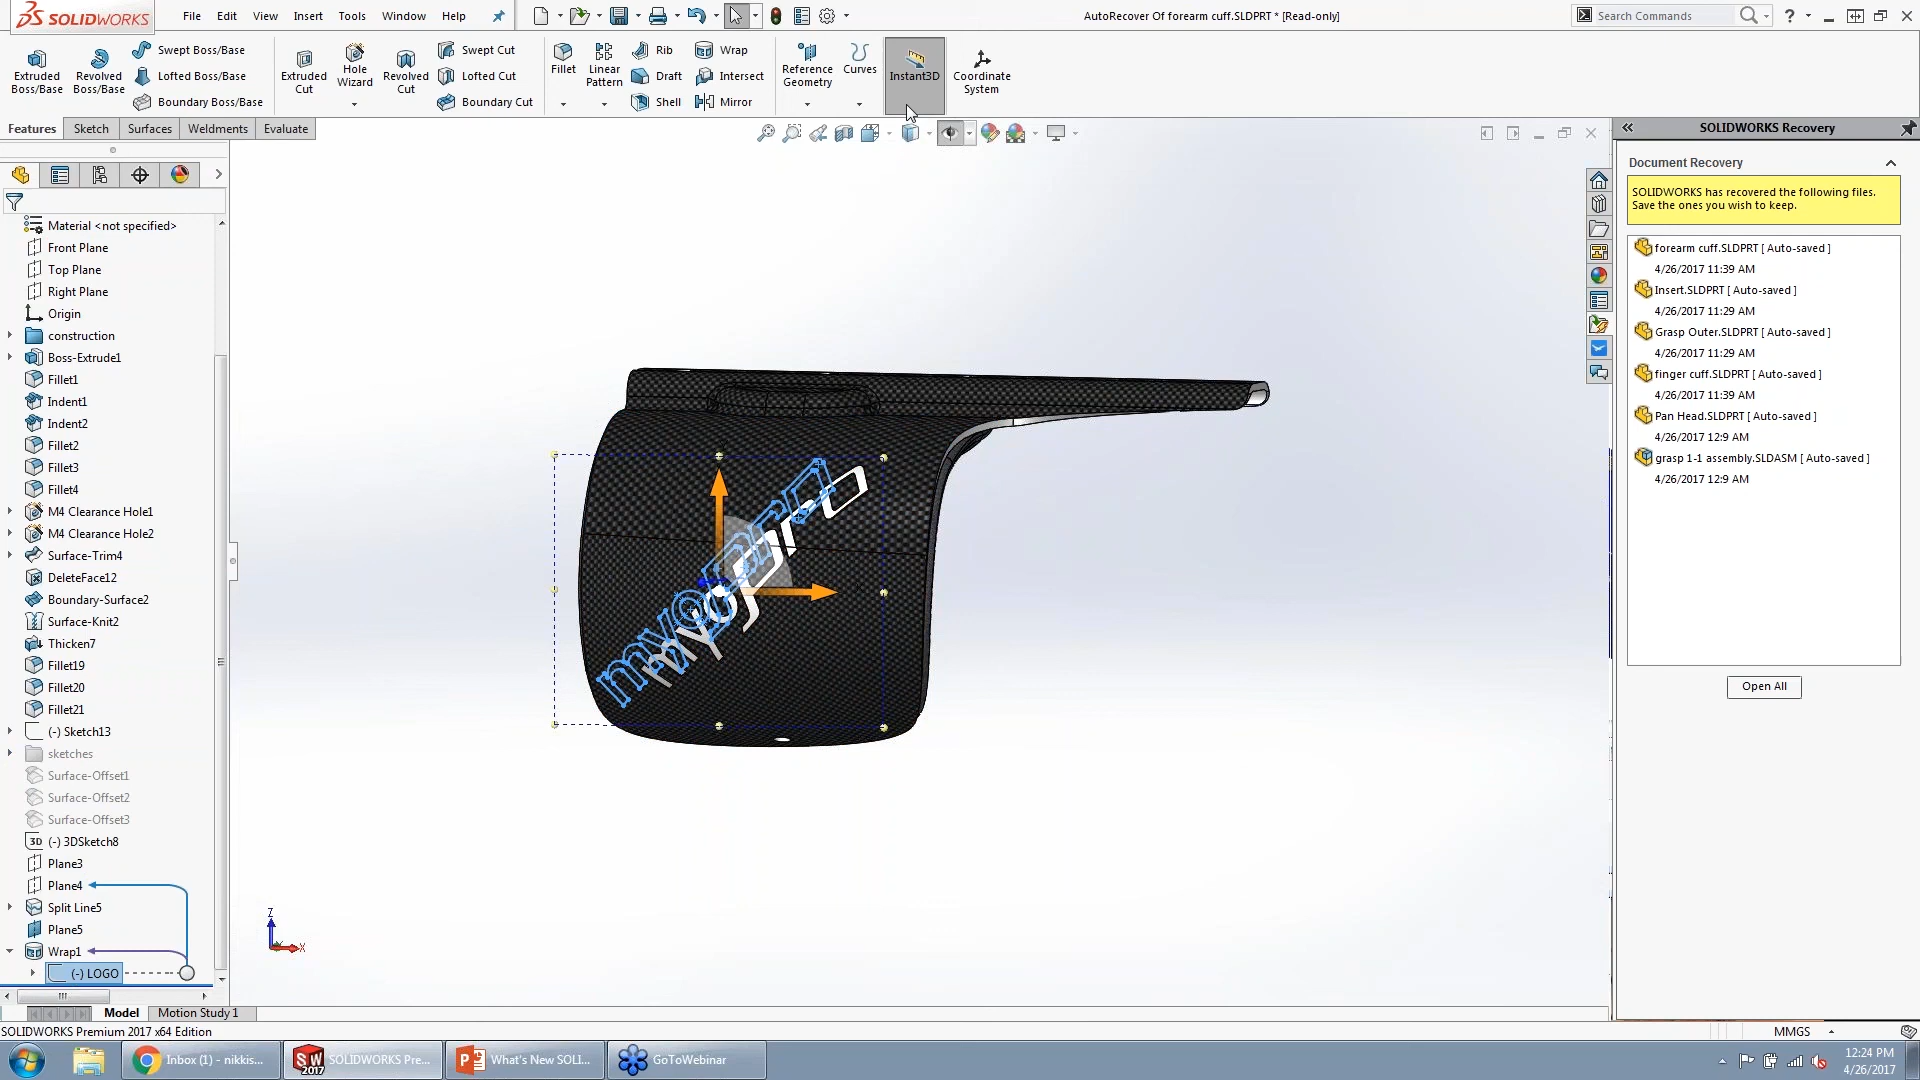 SOLIDWORKS File Edit View Insert Tools Window Help AutoRecover Of forearm cuff.SLDPRT * [Read-only] Search Commands
Extruded Boss/Base
Revolved Boss/Base
Swept Boss/Base
Lofted Boss/Base
Boundary Boss/Base
Extruded Cut
Hole Wizard
Revolved Cut
Swept Cut
Lofted Cut
Boundary Cut
Fillet
Linear Pattern
Rib
Draft
Shell
Wrap
Intersect
Mirror
Reference Geometry
Curves
Instant3D
Coordinate System
Features Sketch Surfaces Weldments Evaluate
Material <not specified>
Front Plane
Top Plane
Right Plane
Origin
construction
Boss-Extrude1
Fillet1
Indent1
Indent2
Fillet2
Fillet3
Fillet4
M4 Clearance Hole1
M4 Clearance Hole2
Surface-Trim4
DeleteFace12
Boundary-Surface2
Surface-Knit2
Thicken7
Fillet19
Fillet20
Fillet21
(-) Sketch13
sketches
Surface-Offset1
Surface-Offset2
Surface-Offset3
3D (-) 3DSketch8
Plane3
Plane4
Split Line5
Plane5
Wrap1
(-) LOGO
Z
X
SOLIDWORKS Recovery
Document Recovery
SOLIDWORKS has recovered the following files.
Save the ones you wish to keep.
forearm cuff.SLDPRT [ Auto-saved ]
4/26/2017 11:39 AM
Insert.SLDPRT [ Auto-saved ]
4/26/2017 11:29 AM
Grasp Outer.SLDPRT [ Auto-saved ]
4/26/2017 11:29 AM
finger cuff.SLDPRT [ Auto-saved ]
4/26/2017 11:39 AM
Pan Head.SLDPRT [ Auto-saved ]
4/26/2017 12:9 AM
grasp 1-1 assembly.SLDASM [ Auto-saved ]
4/26/2017 12:9 AM
Open All
Model Motion Study 1
SOLIDWORKS Premium 2017 x64 Edition MMGS
Inbox (1) - nikkis... SW 2017 SOLIDWORKS Pre... What's New SOLI... GoToWebinar
12:24 PM
4/26/2017